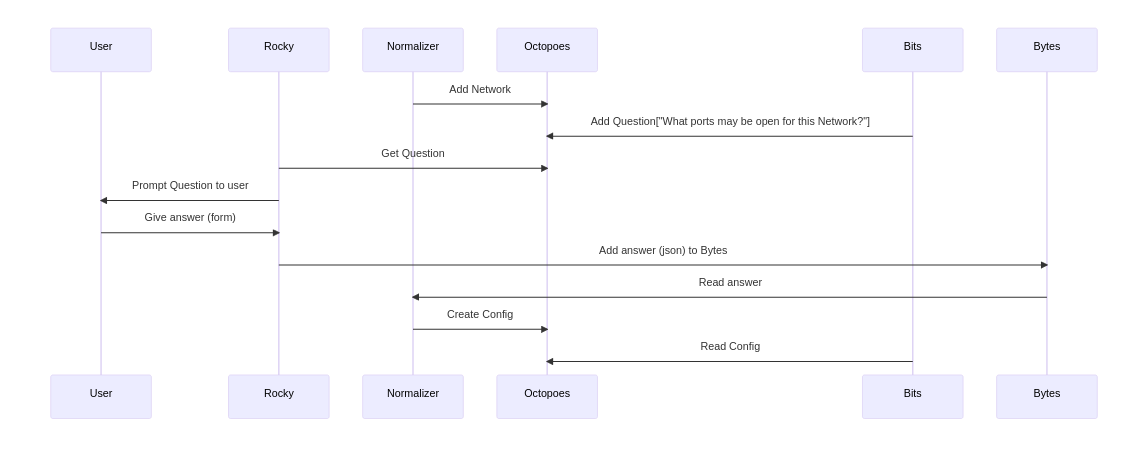 User
Rocky
Normalizer
Octopoes
Bits
Bytes
Add Network
Add Question["What ports may be open for this Network?"]
Get Question
Prompt Question to user
Give answer (form)
Add answer (json) to Bytes
Read answer
Create Config
Read Config
User
Rocky
Normalizer
Octopoes
Bits
Bytes